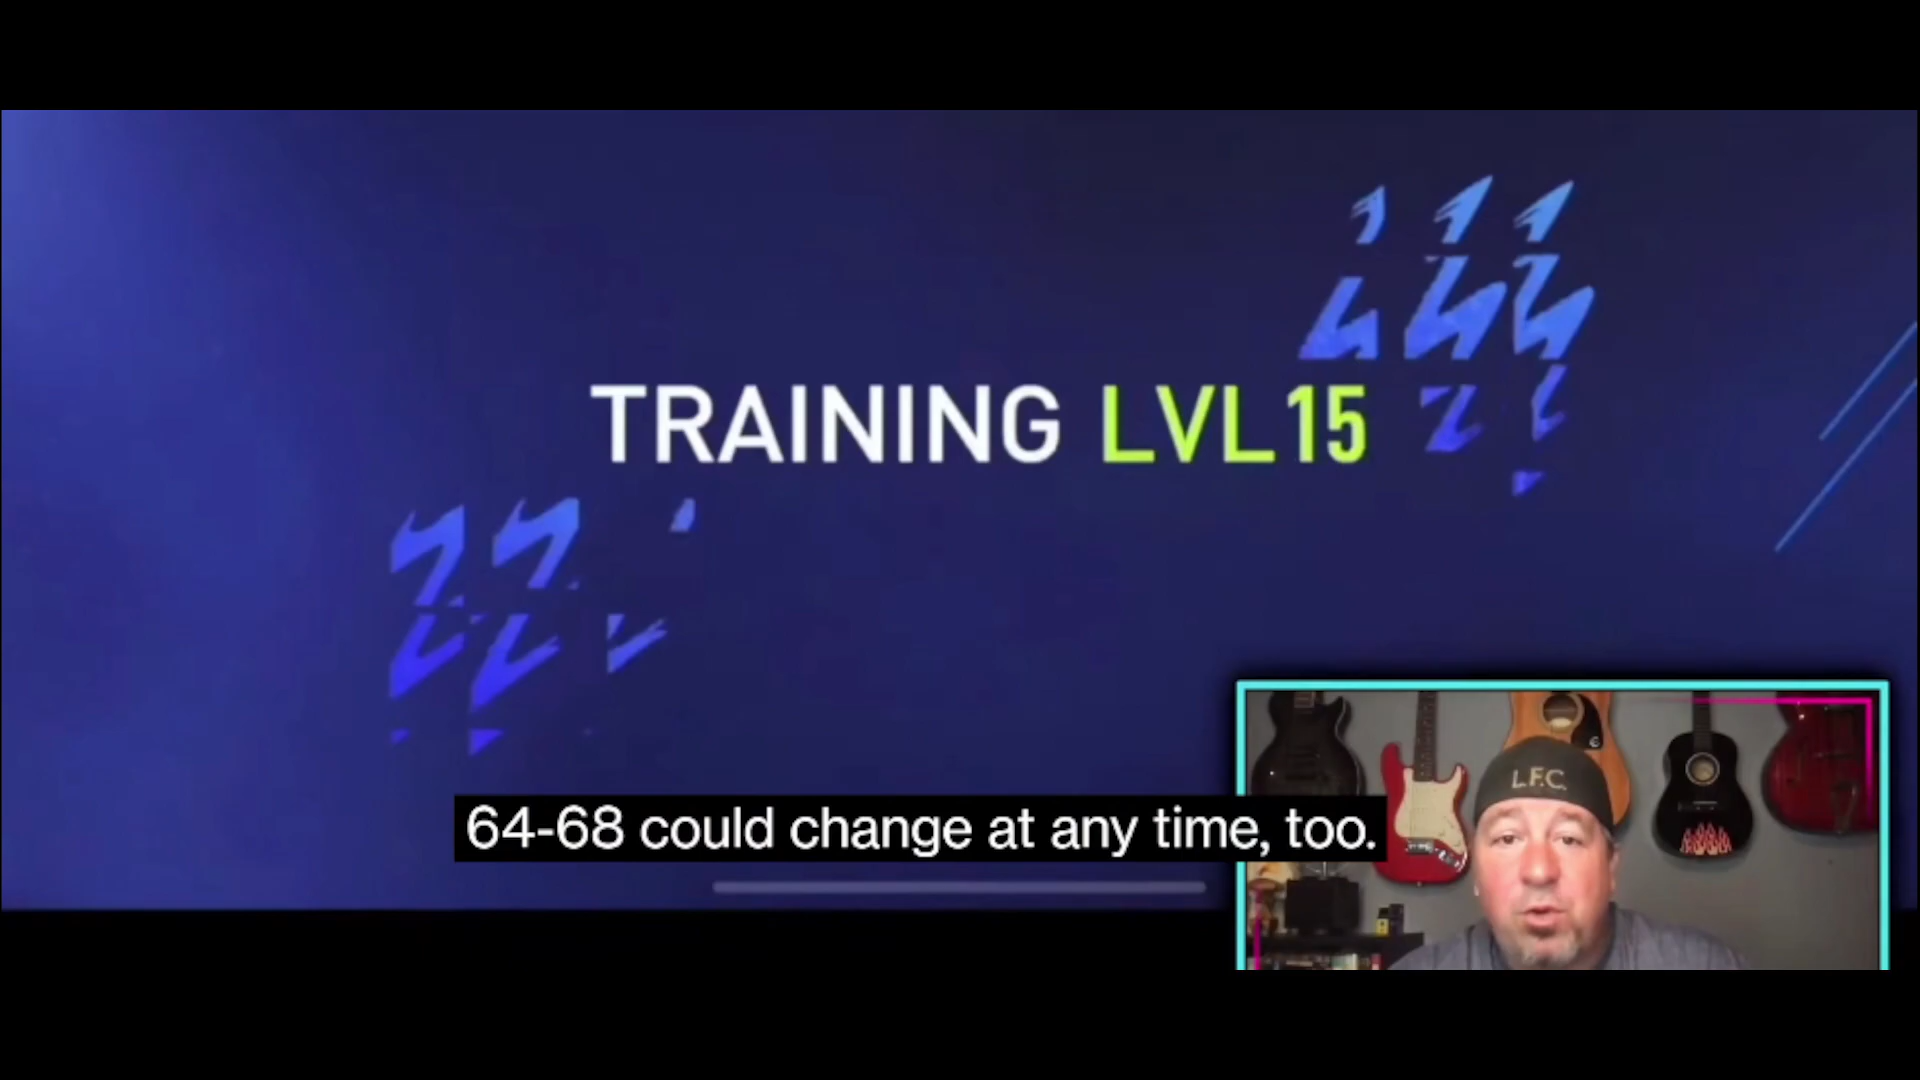 TRAINING LVL15
L.F.C.
64-68 could change at any time, too.